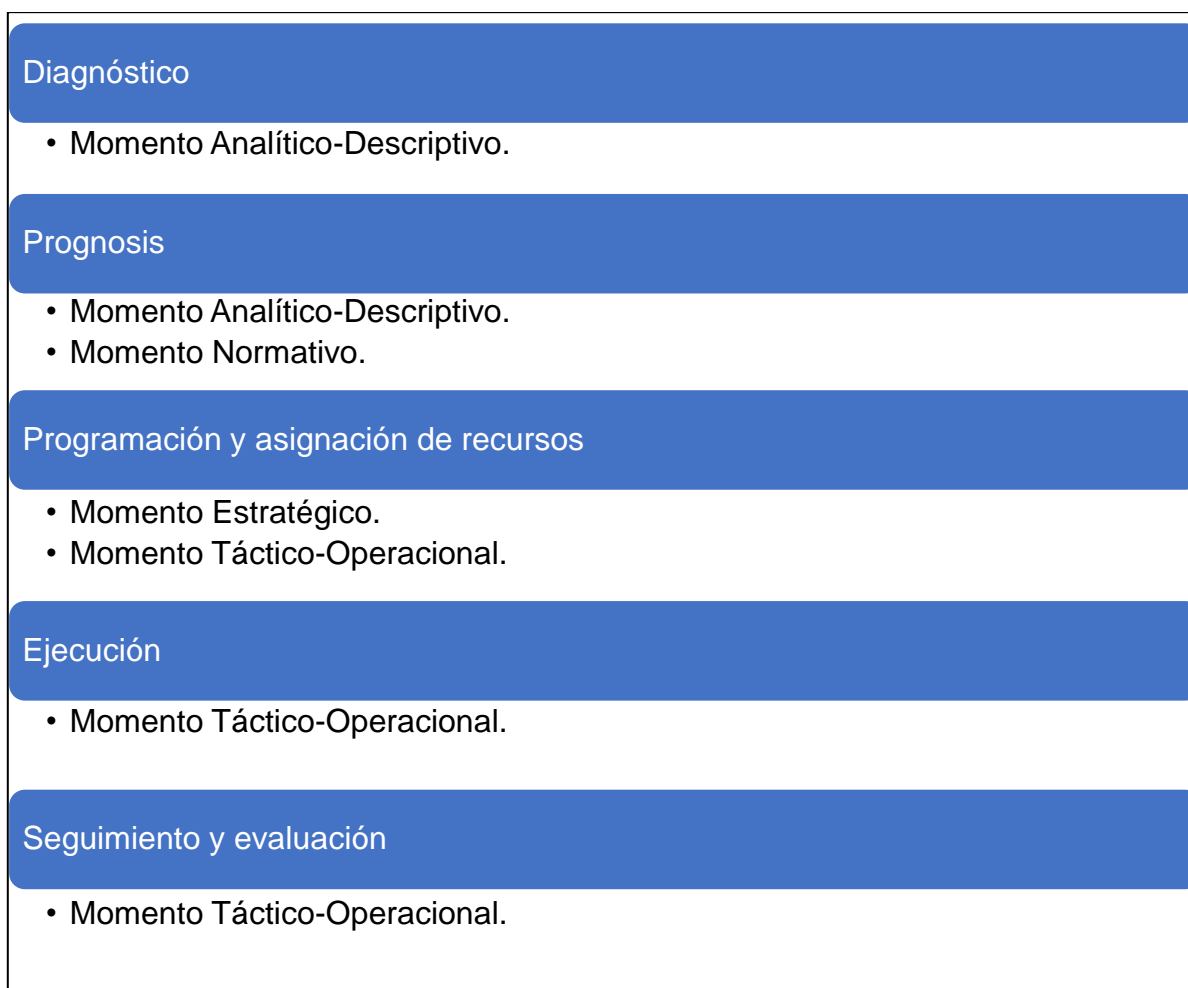 Diagnóstico
• Momento Analítico-Descriptivo.
Prognosis
• Momento Analítico-Descriptivo.
• Momento Normativo.
Programación y asignación de recursos
• Momento Estratégico.
• Momento Táctico-Operacional.
Ejecución
• Momento Táctico-Operacional.
Seguimiento y evaluación
• Momento Táctico-Operacional.